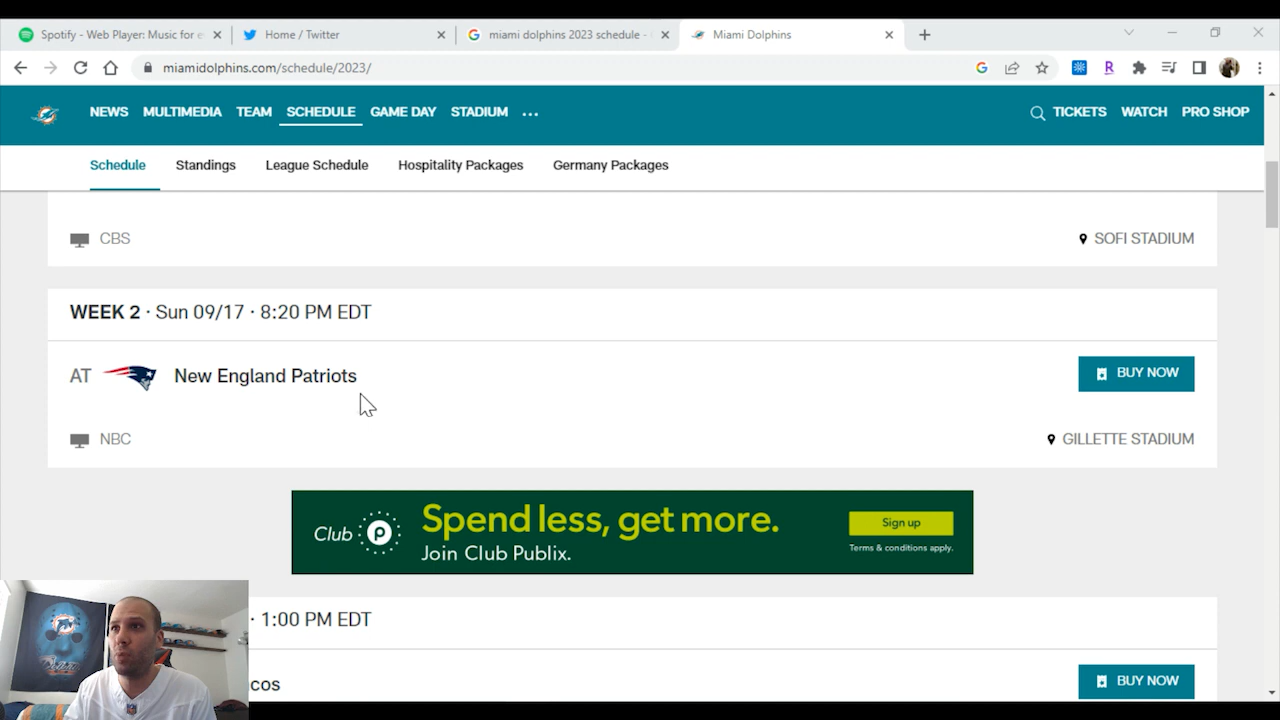 Spotify - Web Player: Music for e
Home / Twitter
miami dolphins 2023 schedule -
Miami Dolphins
miamidolphins.com/schedule/2023/
NEWS MULTIMEDIA TEAM SCHEDULE GAME DAY STADIUM ... TICKETS WATCH PRO SHOP
Schedule Standings League Schedule Hospitality Packages Germany Packages
CBS SOFI STADIUM
WEEK 2 · Sun 09/17 · 8:20 PM EDT
AT New England Patriots BUY NOW
NBC GILLETTE STADIUM
Club P Spend less, get more. Sign up
Join Club Publix. Terms & conditions apply.
· 1:00 PM EDT
cos BUY NOW